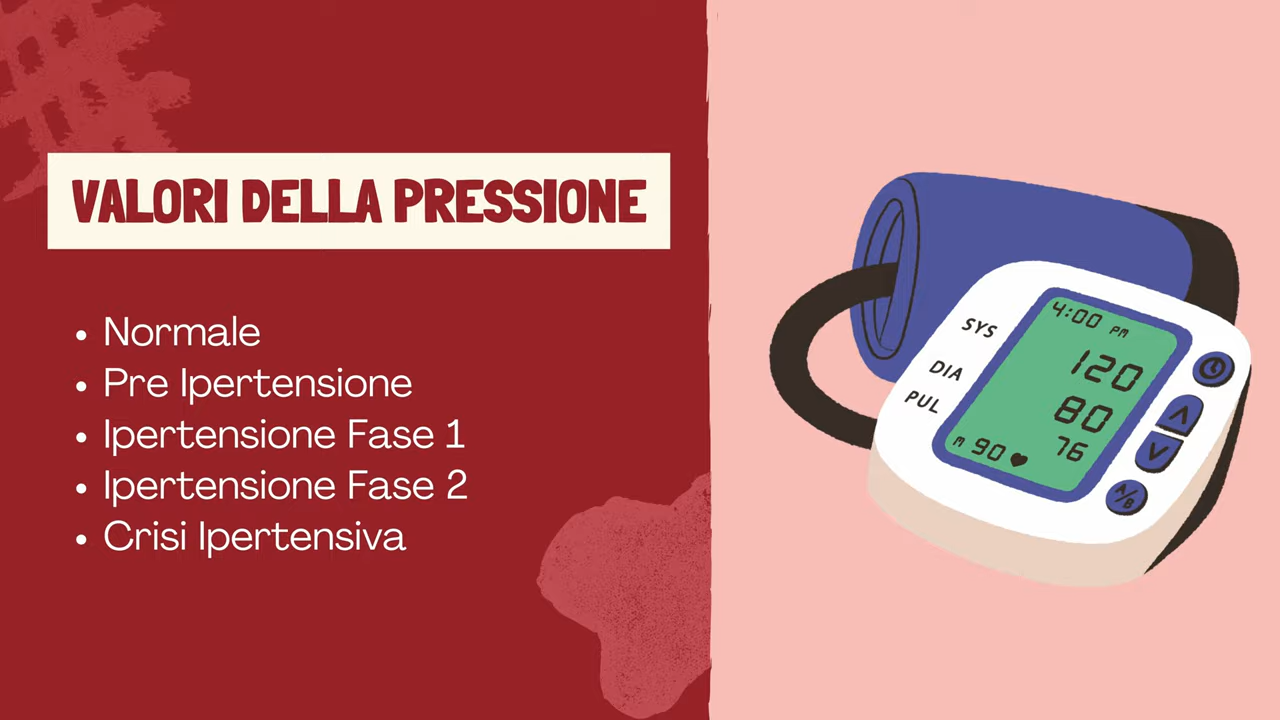 VALORI DELLA PRESSIONE
• Normale
• Pre Ipertensione
• Ipertensione Fase 1
• Ipertensione Fase 2
• Crisi Ipertensiva
4:00 PM
SYS 120
DIA 80
PUL 76
M 90
A/B